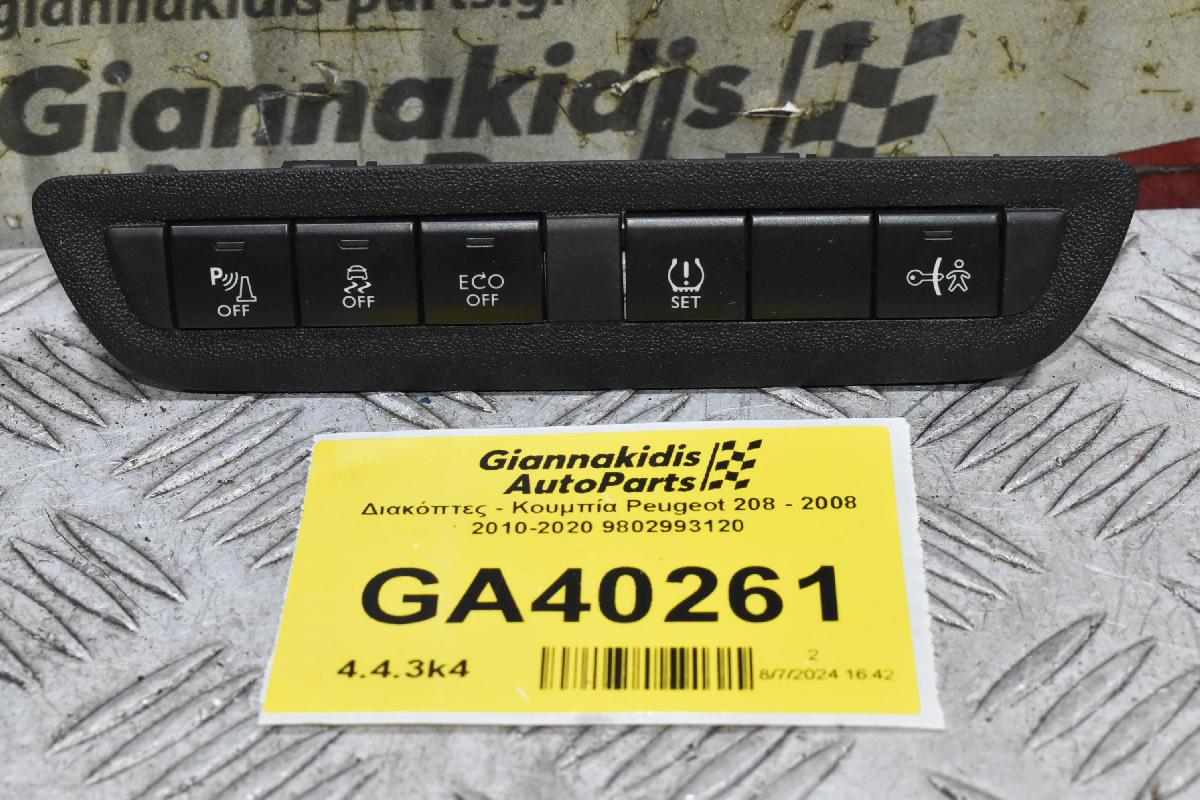 giannakidis-parts.gr
Giannakidis
P
OFF
OFF
ECO
OFF
SET
Giannakidis
AutoParts
Διακόπτες - Κουμπία Peugeot 208 - 2008
2010-2020 9802993120
GA40261
4.4.3k4
2
8/7/2024 16:42